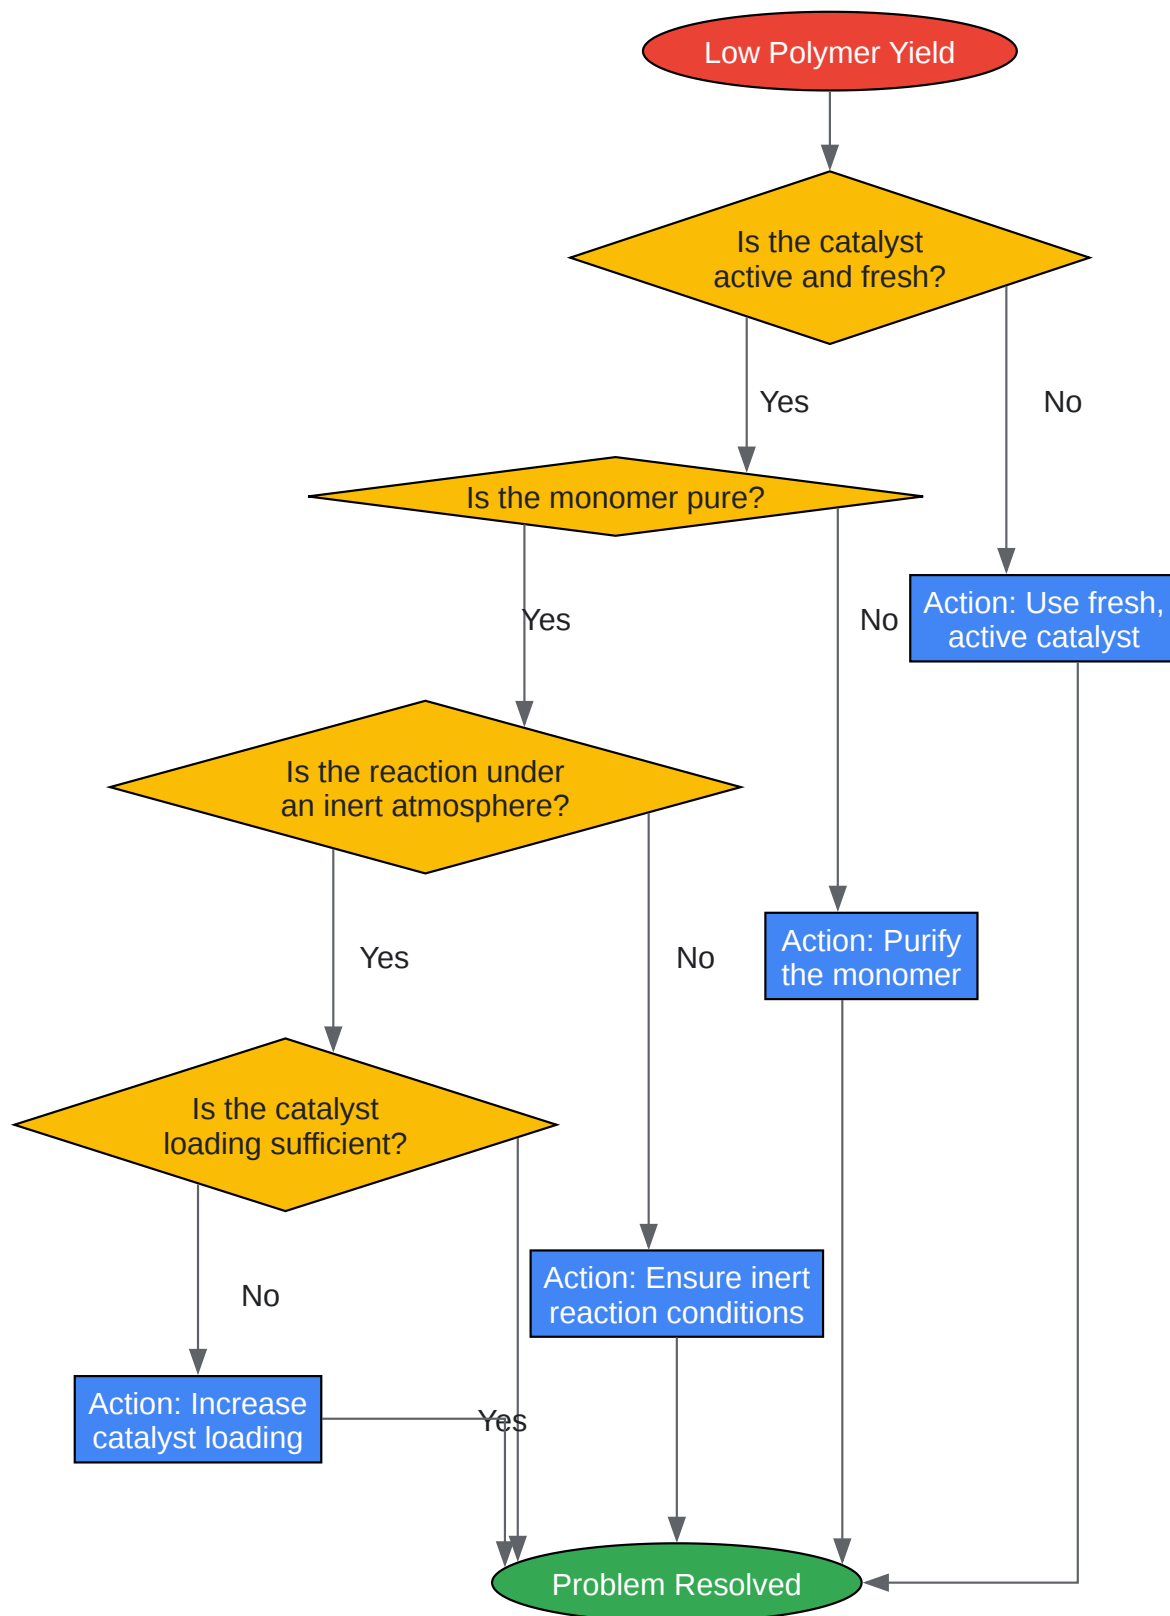 Low Polymer Yield
Is the catalyst
active and fresh?
Yes
No
Is the monomer pure?
Action: Use fresh,
active catalyst
Yes
No
Is the reaction under
an inert atmosphere?
Action: Purify
the monomer
Yes
No
Is the catalyst
loading sufficient?
Action: Ensure inert
reaction conditions
No
Action: Increase
catalyst loading
Yes
Problem Resolved